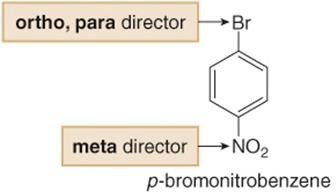 ortho, para director
Br
meta director
NO₂
p-bromonitrobenzene